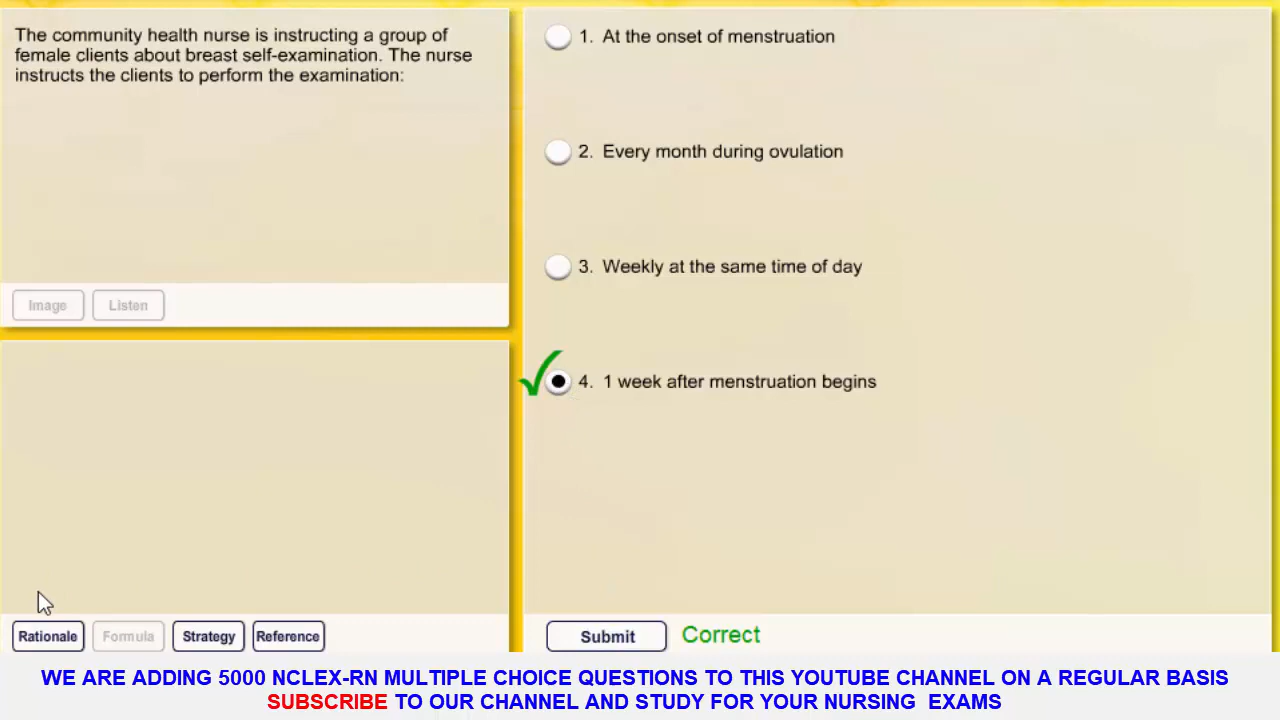 The community health nurse is instructing a group of
female clients about breast self-examination. The nurse
instructs the clients to perform the examination:
Image Listen
1. At the onset of menstruation
2. Every month during ovulation
3. Weekly at the same time of day
4. 1 week after menstruation begins
Rationale Formula Strategy Reference
Submit Correct
WE ARE ADDING 5000 NCLEX-RN MULTIPLE CHOICE QUESTIONS TO THIS YOUTUBE CHANNEL ON A REGULAR BASIS
SUBSCRIBE TO OUR CHANNEL AND STUDY FOR YOUR NURSING EXAMS